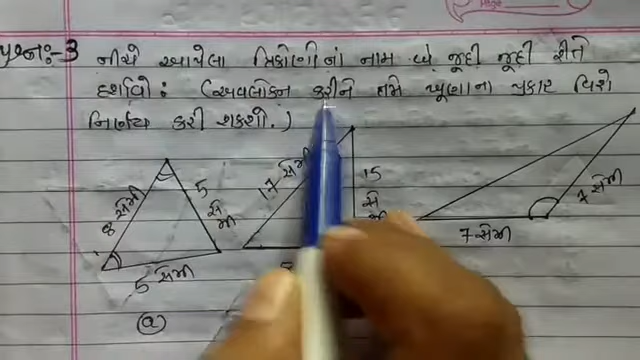 પ્રશ્ન:-3 નીચે આપેલા ત્રિકોણોનાં નામ બે જુદી જુદી રીતે
દર્શાવો : (અવલોકન કરીને તમે ખૂણાના પ્રકાર વિશે
નિર્ણય કરી શકશો.)
8 સેમી
5 સેમી
5 સેમી
(a)
17 સેમી
15 સે
7 સેમી
7 સેમી